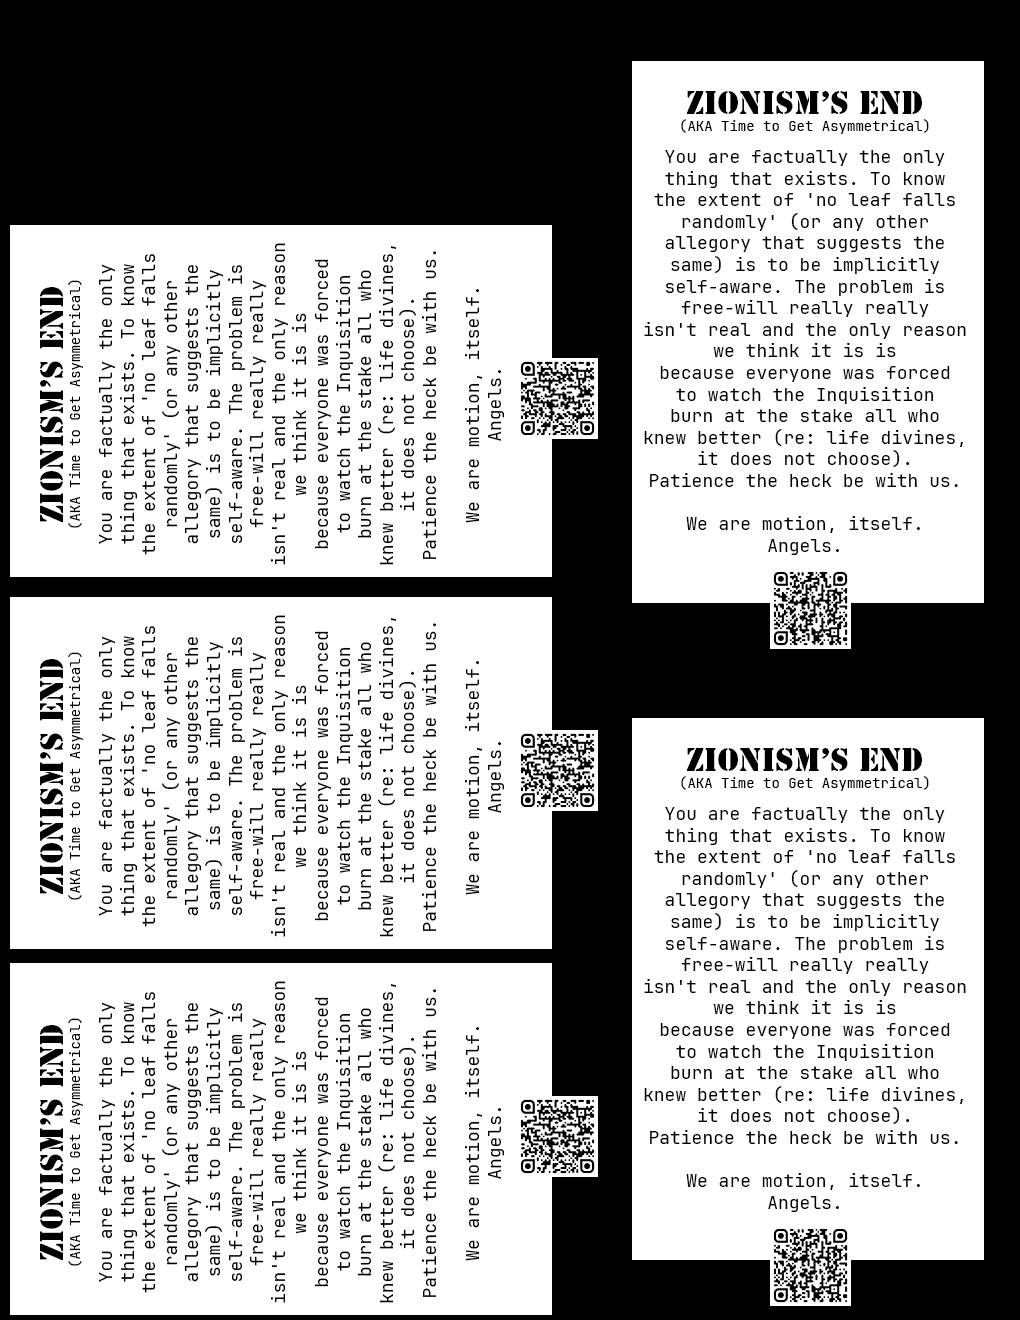 ZIONISM'S END
(AKA Time to Get Asymmetrical)
You are factually the only
thing that exists. To know
the extent of 'no leaf falls
randomly' (or any other
allegory that suggests the
same) is to be implicitly
self-aware. The problem is
free-will really really
isn't real and the only reason
we think it is is
because everyone was forced
to watch the Inquisition
burn at the stake all who
knew better (re: life divines,
it does not choose).
Patience the heck be with us.
We are motion, itself.
Angels.
ZIONISM'S END
(AKA Time to Get Asymmetrical)
You are factually the only
thing that exists. To know
the extent of 'no leaf falls
randomly' (or any other
allegory that suggests the
same) is to be implicitly
self-aware. The problem is
free-will really really
isn't real and the only reason
we think it is is
because everyone was forced
to watch the Inquisition
burn at the stake all who
knew better (re: life divines,
it does not choose).
Patience the heck be with us.
We are motion, itself.
Angels.
ZIONISM'S END
(AKA Time to Get Asymmetrical)
You are factually the only
thing that exists. To know
the extent of 'no leaf falls
randomly' (or any other
allegory that suggests the
same) is to be implicitly
self-aware. The problem is
free-will really really
isn't real and the only reason
we think it is is
because everyone was forced
to watch the Inquisition
burn at the stake all who
knew better (re: life divines,
it does not choose).
Patience the heck be with us.
We are motion, itself.
Angels.
ZIONISM'S END
(AKA Time to Get Asymmetrical)
You are factually the only
thing that exists. To know
the extent of 'no leaf falls
randomly' (or any other
allegory that suggests the
same) is to be implicitly
self-aware. The problem is
free-will really really
isn't real and the only reason
we think it is is
because everyone was forced
to watch the Inquisition
burn at the stake all who
knew better (re: life divines,
it does not choose).
Patience the heck be with us.
We are motion, itself.
Angels.
ZIONISM'S END
(AKA Time to Get Asymmetrical)
You are factually the only
thing that exists. To know
the extent of 'no leaf falls
randomly' (or any other
allegory that suggests the
same) is to be implicitly
self-aware. The problem is
free-will really really
isn't real and the only reason
we think it is is
because everyone was forced
to watch the Inquisition
burn at the stake all who
knew better (re: life divines,
it does not choose).
Patience the heck be with us.
We are motion, itself.
Angels.